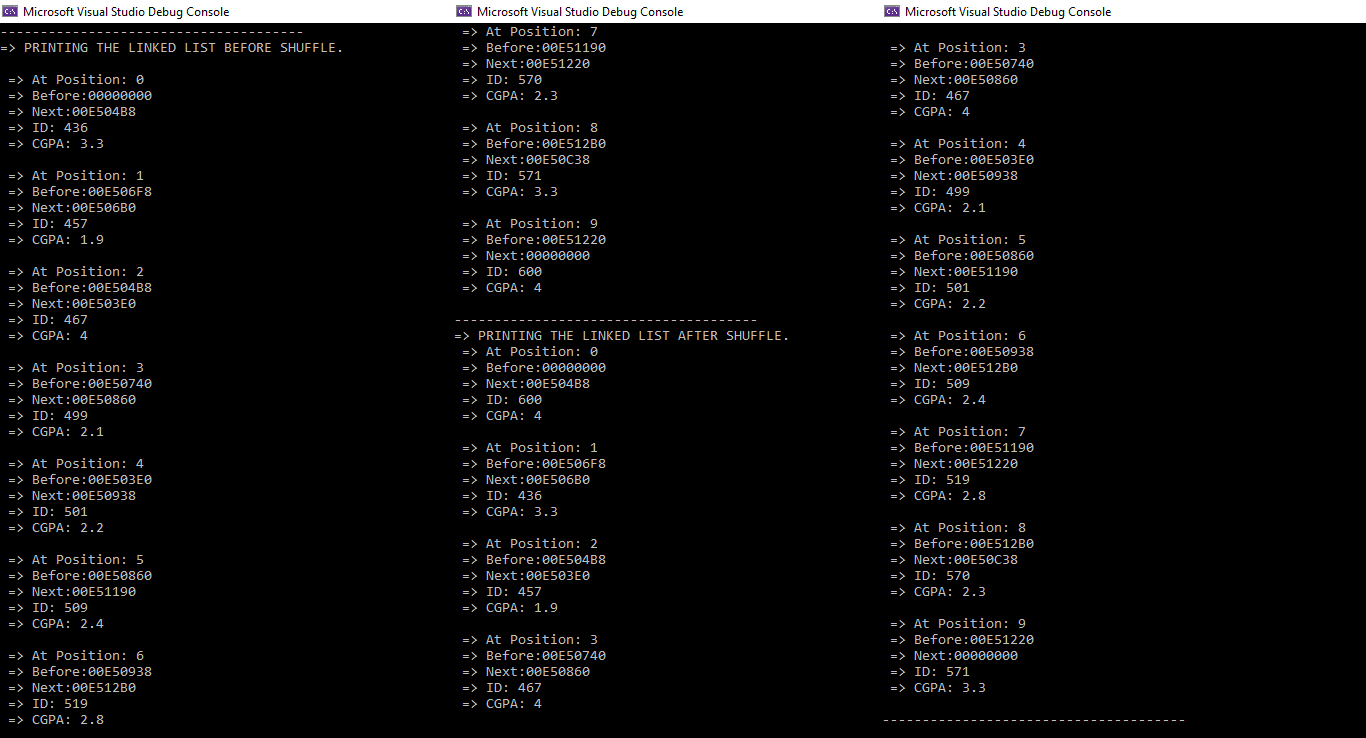 Microsoft Visual Studio Debug Console
--------------------------------------
=> PRINTING THE LINKED LIST BEFORE SHUFFLE.
=> At Position: 0
=> Before:00000000
=> Next:00E504B8
=> ID: 436
=> CGPA: 3.3
=> At Position: 1
=> Before:00E506F8
=> Next:00E506B0
=> ID: 457
=> CGPA: 1.9
=> At Position: 2
=> Before:00E504B8
=> Next:00E503E0
=> ID: 467
=> CGPA: 4
=> At Position: 3
=> Before:00E50740
=> Next:00E50860
=> ID: 499
=> CGPA: 2.1
=> At Position: 4
=> Before:00E503E0
=> Next:00E50938
=> ID: 501
=> CGPA: 2.2
=> At Position: 5
=> Before:00E50860
=> Next:00E51190
=> ID: 509
=> CGPA: 2.4
=> At Position: 6
=> Before:00E50938
=> Next:00E512B0
=> ID: 519
=> CGPA: 2.8
Microsoft Visual Studio Debug Console
=> At Position: 7
=> Before:00E51190
=> Next:00E51220
=> ID: 570
=> CGPA: 2.3
=> At Position: 8
=> Before:00E512B0
=> Next:00E50C38
=> ID: 571
=> CGPA: 3.3
=> At Position: 9
=> Before:00E51220
=> Next:00000000
=> ID: 600
=> CGPA: 4
--------------------------------------
=> PRINTING THE LINKED LIST AFTER SHUFFLE.
=> At Position: 0
=> Before:00000000
=> Next:00E504B8
=> ID: 600
=> CGPA: 4
=> At Position: 1
=> Before:00E506F8
=> Next:00E506B0
=> ID: 436
=> CGPA: 3.3
=> At Position: 2
=> Before:00E504B8
=> Next:00E503E0
=> ID: 457
=> CGPA: 1.9
=> At Position: 3
=> Before:00E50740
=> Next:00E50860
=> ID: 467
=> CGPA: 4
Microsoft Visual Studio Debug Console
=> At Position: 3
=> Before:00E50740
=> Next:00E50860
=> ID: 467
=> CGPA: 4
=> At Position: 4
=> Before:00E503E0
=> Next:00E50938
=> ID: 499
=> CGPA: 2.1
=> At Position: 5
=> Before:00E50860
=> Next:00E51190
=> ID: 501
=> CGPA: 2.2
=> At Position: 6
=> Before:00E50938
=> Next:00E512B0
=> ID: 509
=> CGPA: 2.4
=> At Position: 7
=> Before:00E51190
=> Next:00E51220
=> ID: 519
=> CGPA: 2.8
=> At Position: 8
=> Before:00E512B0
=> Next:00E50C38
=> ID: 570
=> CGPA: 2.3
=> At Position: 9
=> Before:00E51220
=> Next:00000000
=> ID: 571
=> CGPA: 3.3
--------------------------------------